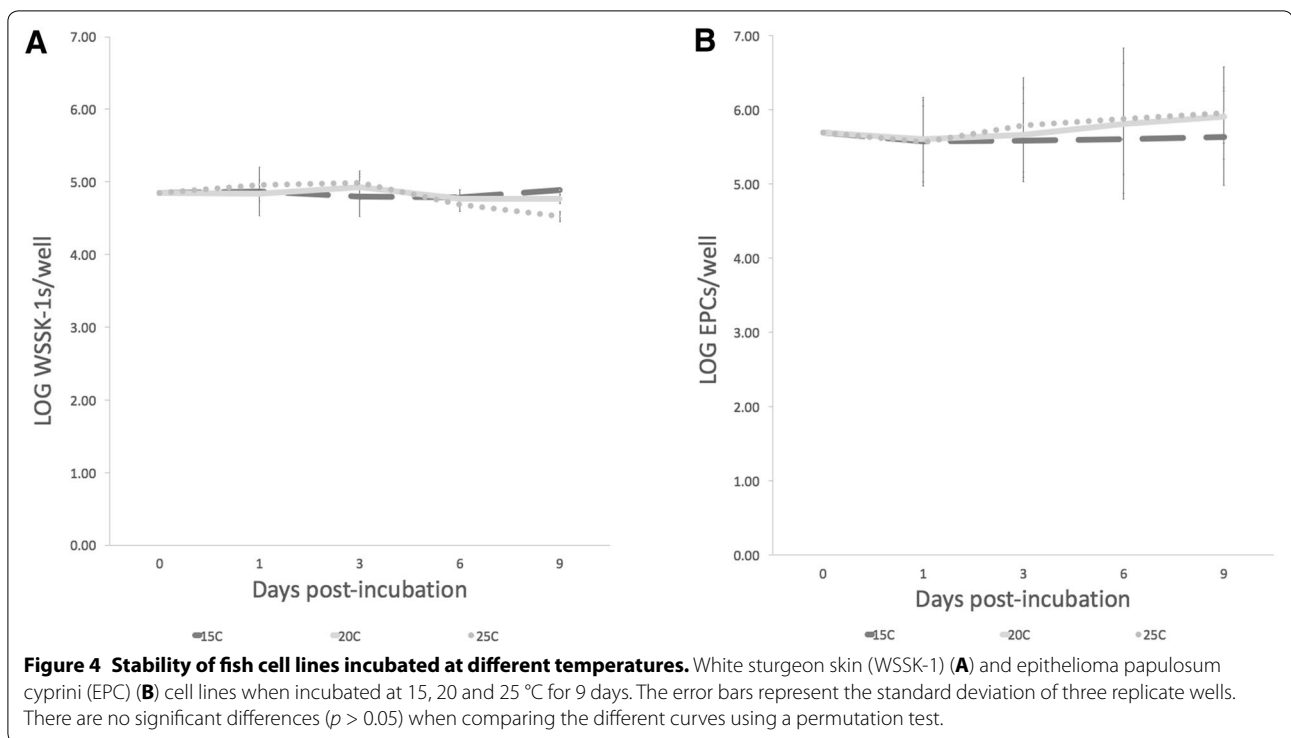 A
7.00
6.00
5.00
4.00
3.00
2.00
1.00
0.00
LOG WSSK-1s/well
0 1 3 6 9
Days post-incubation
15C 20C 25C
B
7.00
6.00
5.00
4.00
3.00
2.00
1.00
0.00
LOG EPCs/well
0 1 3 6 9
Days post-incubation
15C 20C 25C
Figure 4 Stability of fish cell lines incubated at different temperatures. White sturgeon skin (WSSK-1) (A) and epithelioma papulosum
cyprini (EPC) (B) cell lines when incubated at 15, 20 and 25 °C for 9 days. The error bars represent the standard deviation of three replicate wells.
There are no significant differences (p > 0.05) when comparing the different curves using a permutation test.